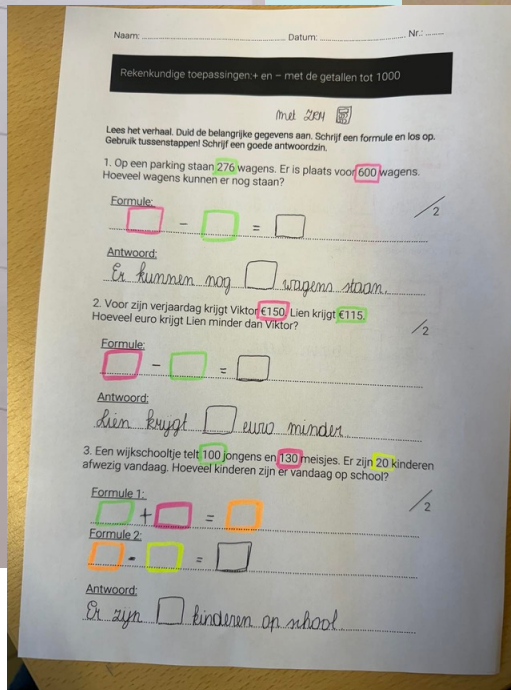 Naam: Datum: Nr.:
Rekenkundige toepassingen:+ en – met de getallen tot 1000
met ZRM
Lees het verhaal. Duid de belangrijke gegevens aan. Schrijf een formule en los op.
Gebruik tussenstappen! Schrijf een goede antwoordzin.
1. Op een parking staan 276 wagens. Er is plaats voor 600 wagens.
Hoeveel wagens kunnen er nog staan?
Formule:
/2
- =
Antwoord:
Er kunnen nog wagens staan.
2. Voor zijn verjaardag krijgt Viktor €150. Lien krijgt €115.
Hoeveel euro krijgt Lien minder dan Viktor?
/2
Formule:
- =
Antwoord:
Lien krijgt euro minder
3. Een wijkschooltje telt 100 jongens en 130 meisjes. Er zijn 20 kinderen
afwezig vandaag. Hoeveel kinderen zijn er vandaag op school?
Formule 1:
/2
+ =
Formule 2:
- =
Antwoord:
Er zijn kinderen op school